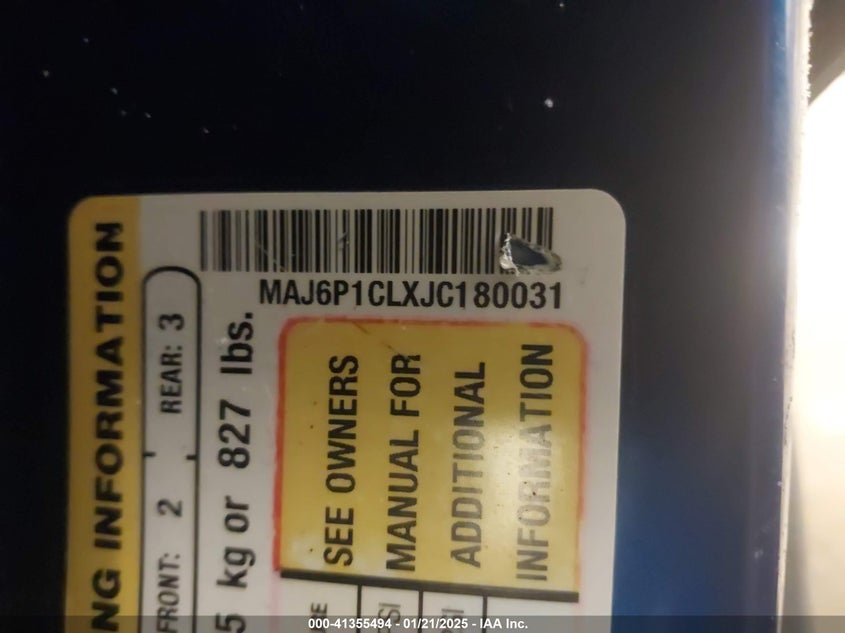 MAJ6P1CLXJC180031
NG INFORMATION
FRONT: 2 REAR: 3
5 kg or 827 lbs.
SEE OWNERS
MANUAL FOR
ADDITIONAL
INFORMATION
000-41355494 - 01/21/2025 - IAA Inc.